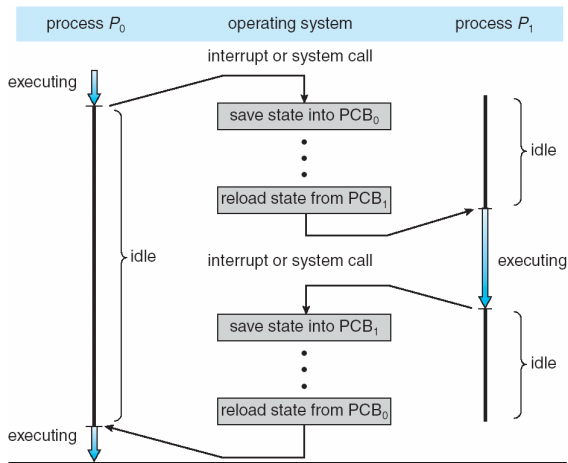 process P₀ operating system process P₁
interrupt or system call
executing
save state into PCB₀
idle
reload state from PCB₁
idle
interrupt or system call
executing
save state into PCB₁
idle
reload state from PCB₀
executing